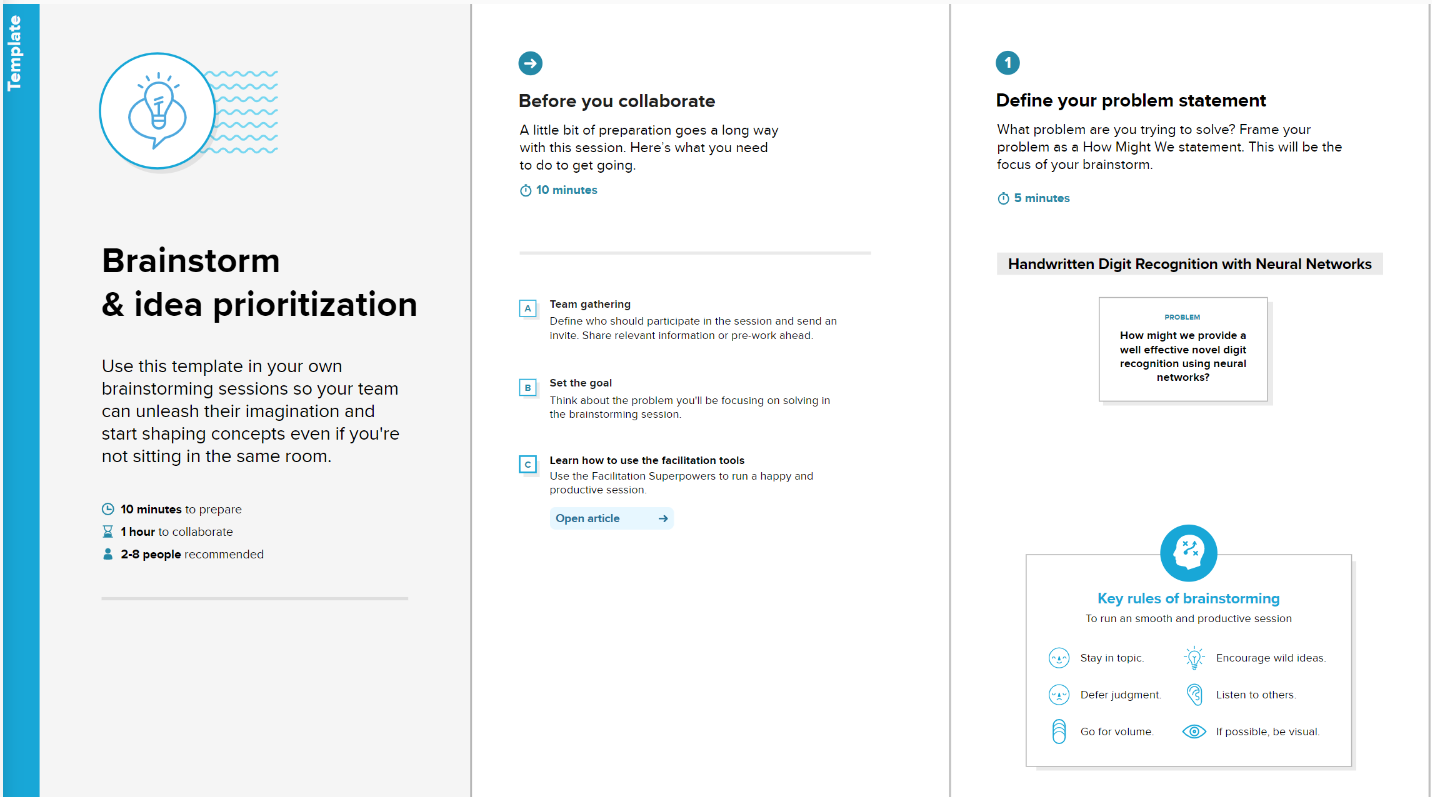 Template
Brainstorm
& idea prioritization
Use this template in your own
brainstorming sessions so your team
can unleash their imagination and
start shaping concepts even if you're
not sitting in the same room.
10 minutes to prepare
1 hour to collaborate
2-8 people recommended
Before you collaborate
A little bit of preparation goes a long way
with this session. Here's what you need
to do to get going.
10 minutes
A
Team gathering
Define who should participate in the session and send an
invite. Share relevant information or pre-work ahead.
B
Set the goal
Think about the problem you'll be focusing on solving in
the brainstorming session.
C
Learn how to use the facilitation tools
Use the Facilitation Superpowers to run a happy and
productive session.
Open article
1
Define your problem statement
What problem are you trying to solve? Frame your
problem as a How Might We statement. This will be the
focus of your brainstorm.
5 minutes
Handwritten Digit Recognition with Neural Networks
PROBLEM
How might we provide a
well effective novel digit
recognition using neural
networks?
Key rules of brainstorming
To run an smooth and productive session
Stay in topic.
Encourage wild ideas.
Defer judgment.
Listen to others.
Go for volume.
If possible, be visual.